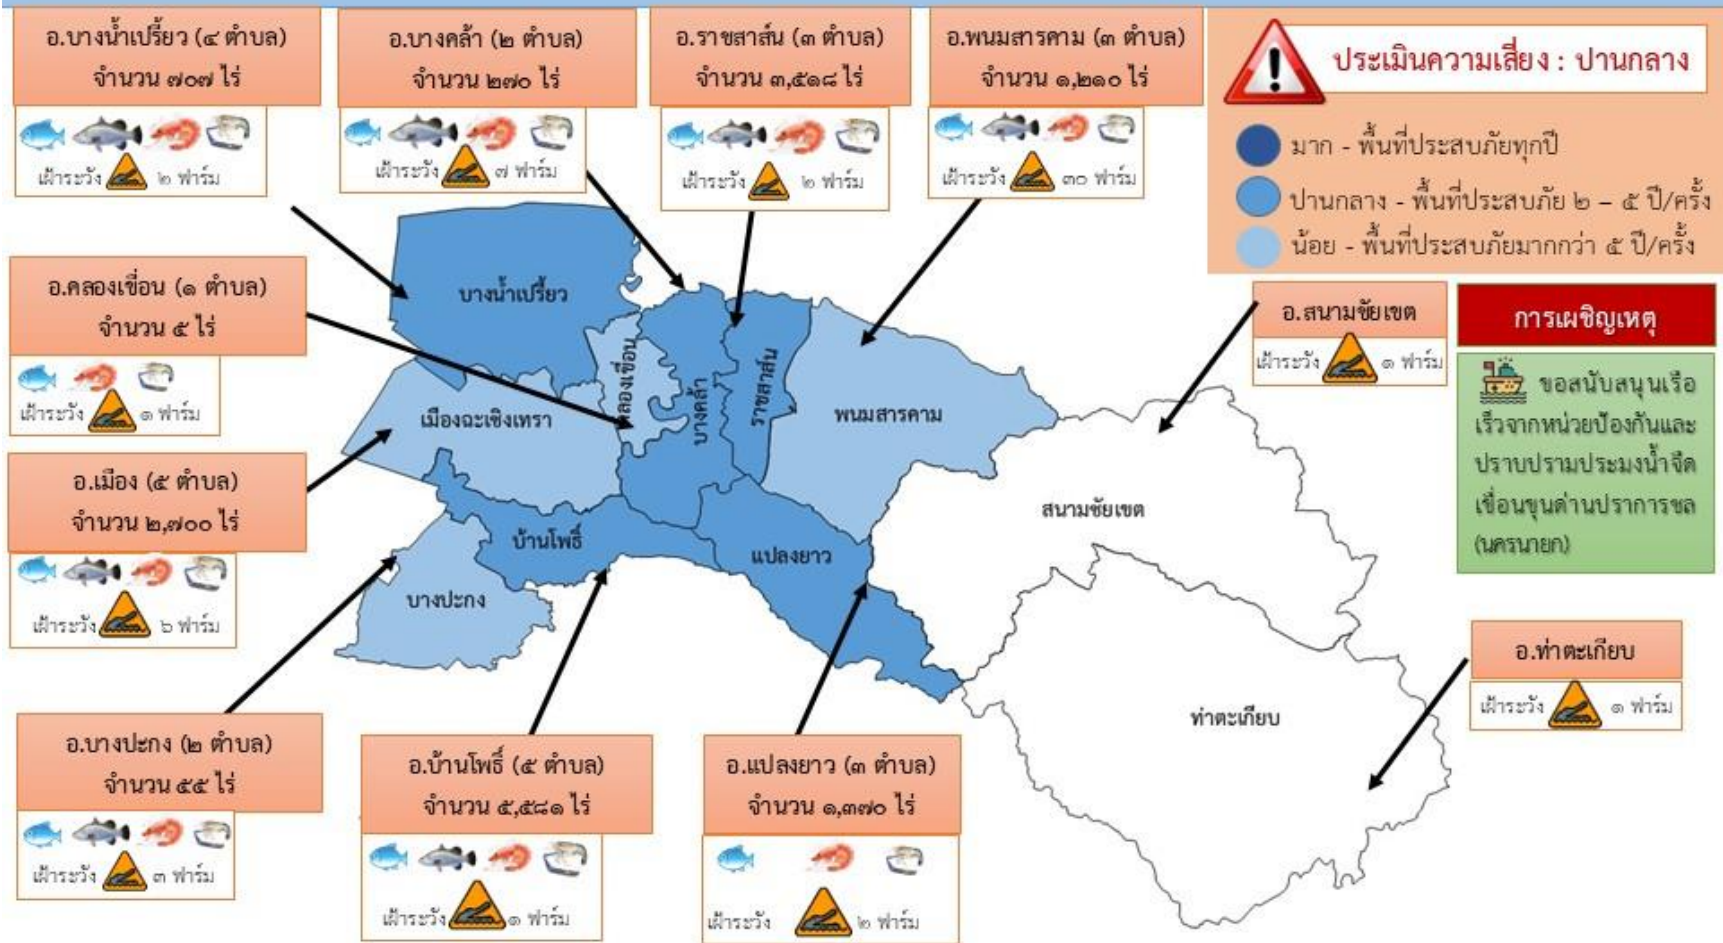 อ.บางน้ำเปรี้ยว (๔ ตำบล)
จำนวน ๗๐๗ ไร่
เฝ้าระวัง ๒ ฟาร์ม
อ.บางคล้า (๒ ตำบล)
จำนวน ๒๗๐ ไร่
เฝ้าระวัง ๗ ฟาร์ม
อ.ราชสาส์น (๓ ตำบล)
จำนวน ๓,๕๑๘ ไร่
เฝ้าระวัง ๒ ฟาร์ม
อ.พนมสารคาม (๓ ตำบล)
จำนวน ๑,๒๑๐ ไร่
เฝ้าระวัง ๓๐ ฟาร์ม
ประเมินความเสี่ยง : ปานกลาง
มาก - พื้นที่ประสบภัยทุกปี
ปานกลาง - พื้นที่ประสบภัย ๒ – ๕ ปี/ครั้ง
น้อย - พื้นที่ประสบภัยมากกว่า ๕ ปี/ครั้ง
อ.คลองเขื่อน (๑ ตำบล)
จำนวน ๕ ไร่
เฝ้าระวัง ๑ ฟาร์ม
อ.สนามชัยเขต
เฝ้าระวัง ๑ ฟาร์ม
การเผชิญเหตุ
ขอสนับสนุนเรือ
เร็วจากหน่วยป้องกันและ
ปราบปรามประมงน้ำจืด
เขื่อนขุนด่านปราการชล
(นครนายก)
อ.เมือง (๕ ตำบล)
จำนวน ๒,๗๐๐ ไร่
เฝ้าระวัง ๖ ฟาร์ม
บางน้ำเปรี้ยว
คลองเขื่อน
บางคล้า
ราชสาส์น
เมืองฉะเชิงเทรา
พนมสารคาม
สนามชัยเขต
บ้านโพธิ์
แปลงยาว
บางปะกง
ท่าตะเกียบ
อ.ท่าตะเกียบ
เฝ้าระวัง ๑ ฟาร์ม
อ.บางปะกง (๒ ตำบล)
จำนวน ๕๕ ไร่
เฝ้าระวัง ๓ ฟาร์ม
อ.บ้านโพธิ์ (๕ ตำบล)
จำนวน ๕,๕๘๑ ไร่
เฝ้าระวัง ๑ ฟาร์ม
อ.แปลงยาว (๓ ตำบล)
จำนวน ๑,๓๗๐ ไร่
เฝ้าระวัง ๒ ฟาร์ม